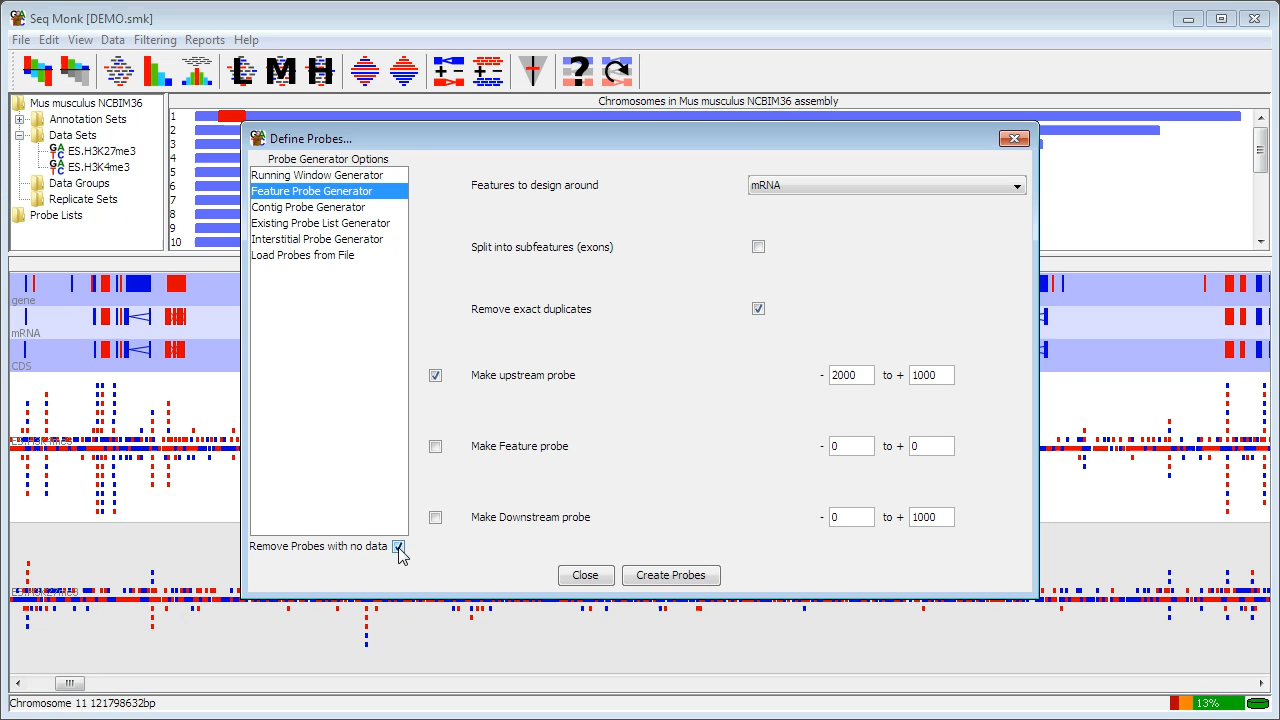 Seq Monk [DEMO.smk]
File Edit View Data Filtering Reports Help
L M H ?
Mus musculus NCBIM36
Annotation Sets
Data Sets
ES.H3K27me3
ES.H3K4me3
Data Groups
Replicate Sets
Probe Lists
Chromosomes in Mus musculus NCBIM36 assembly
1
2
3
4
5
6
7
8
9
10
Define Probes...
Probe Generator Options
Running Window Generator
Feature Probe Generator
Contig Probe Generator
Existing Probe List Generator
Interstitial Probe Generator
Load Probes from File
Remove Probes with no data
Features to design around mRNA
Split into subfeatures (exons)
Remove exact duplicates
Make upstream probe - 2000 to + 1000
Make Feature probe - 0 to + 0
Make Downstream probe - 0 to + 1000
Close Create Probes
gene
mRNA
CDS
ES.H3K4me3
ES.H3K27me3
Chromosome 11 121798632bp
13%